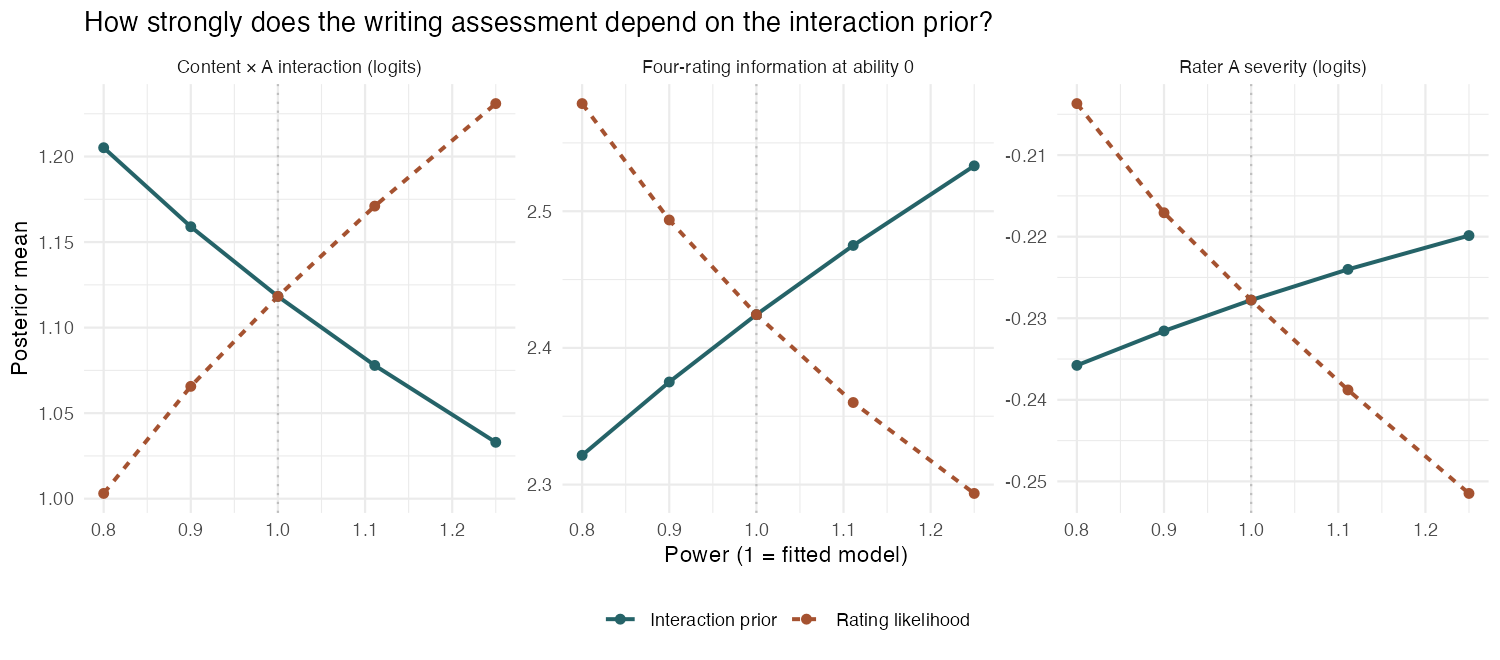 How strongly does the writing assessment depend on the interaction prior?
Content × A interaction (logits)
Four-rating information at ability 0
Rater A severity (logits)
Posterior mean
1.20
1.15
1.10
1.05
1.00
0.8 0.9 1.0 1.1 1.2
2.5
2.4
2.3
0.8 0.9 1.0 1.1 1.2
-0.21
-0.22
-0.23
-0.24
-0.25
0.8 0.9 1.0 1.1 1.2
Power (1 = fitted model)
Interaction prior Rating likelihood